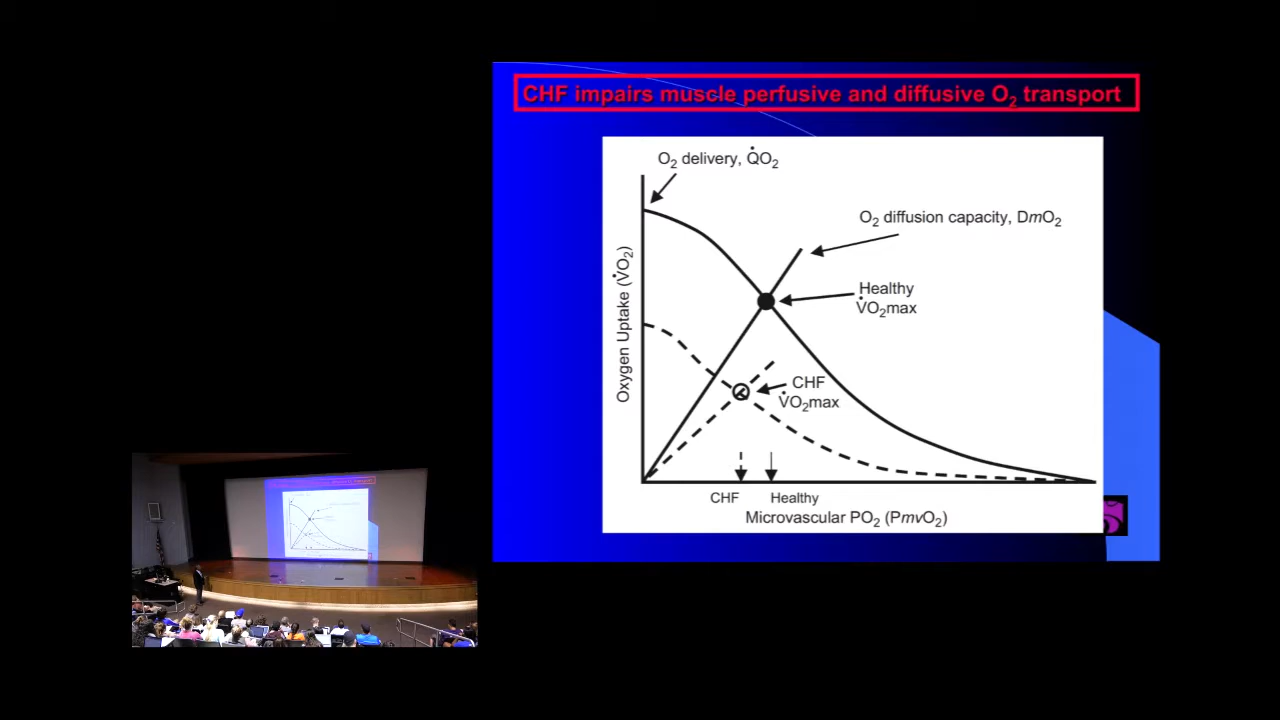 CHF impairs muscle perfusive and diffusive O₂ transport
O₂ delivery, Q̇O₂
O₂ diffusion capacity, DmO₂
Healthy
V̇O₂max
CHF
V̇O₂max
Oxygen Uptake (V̇O₂)
CHF
Healthy
Microvascular PO₂ (PmvO₂)